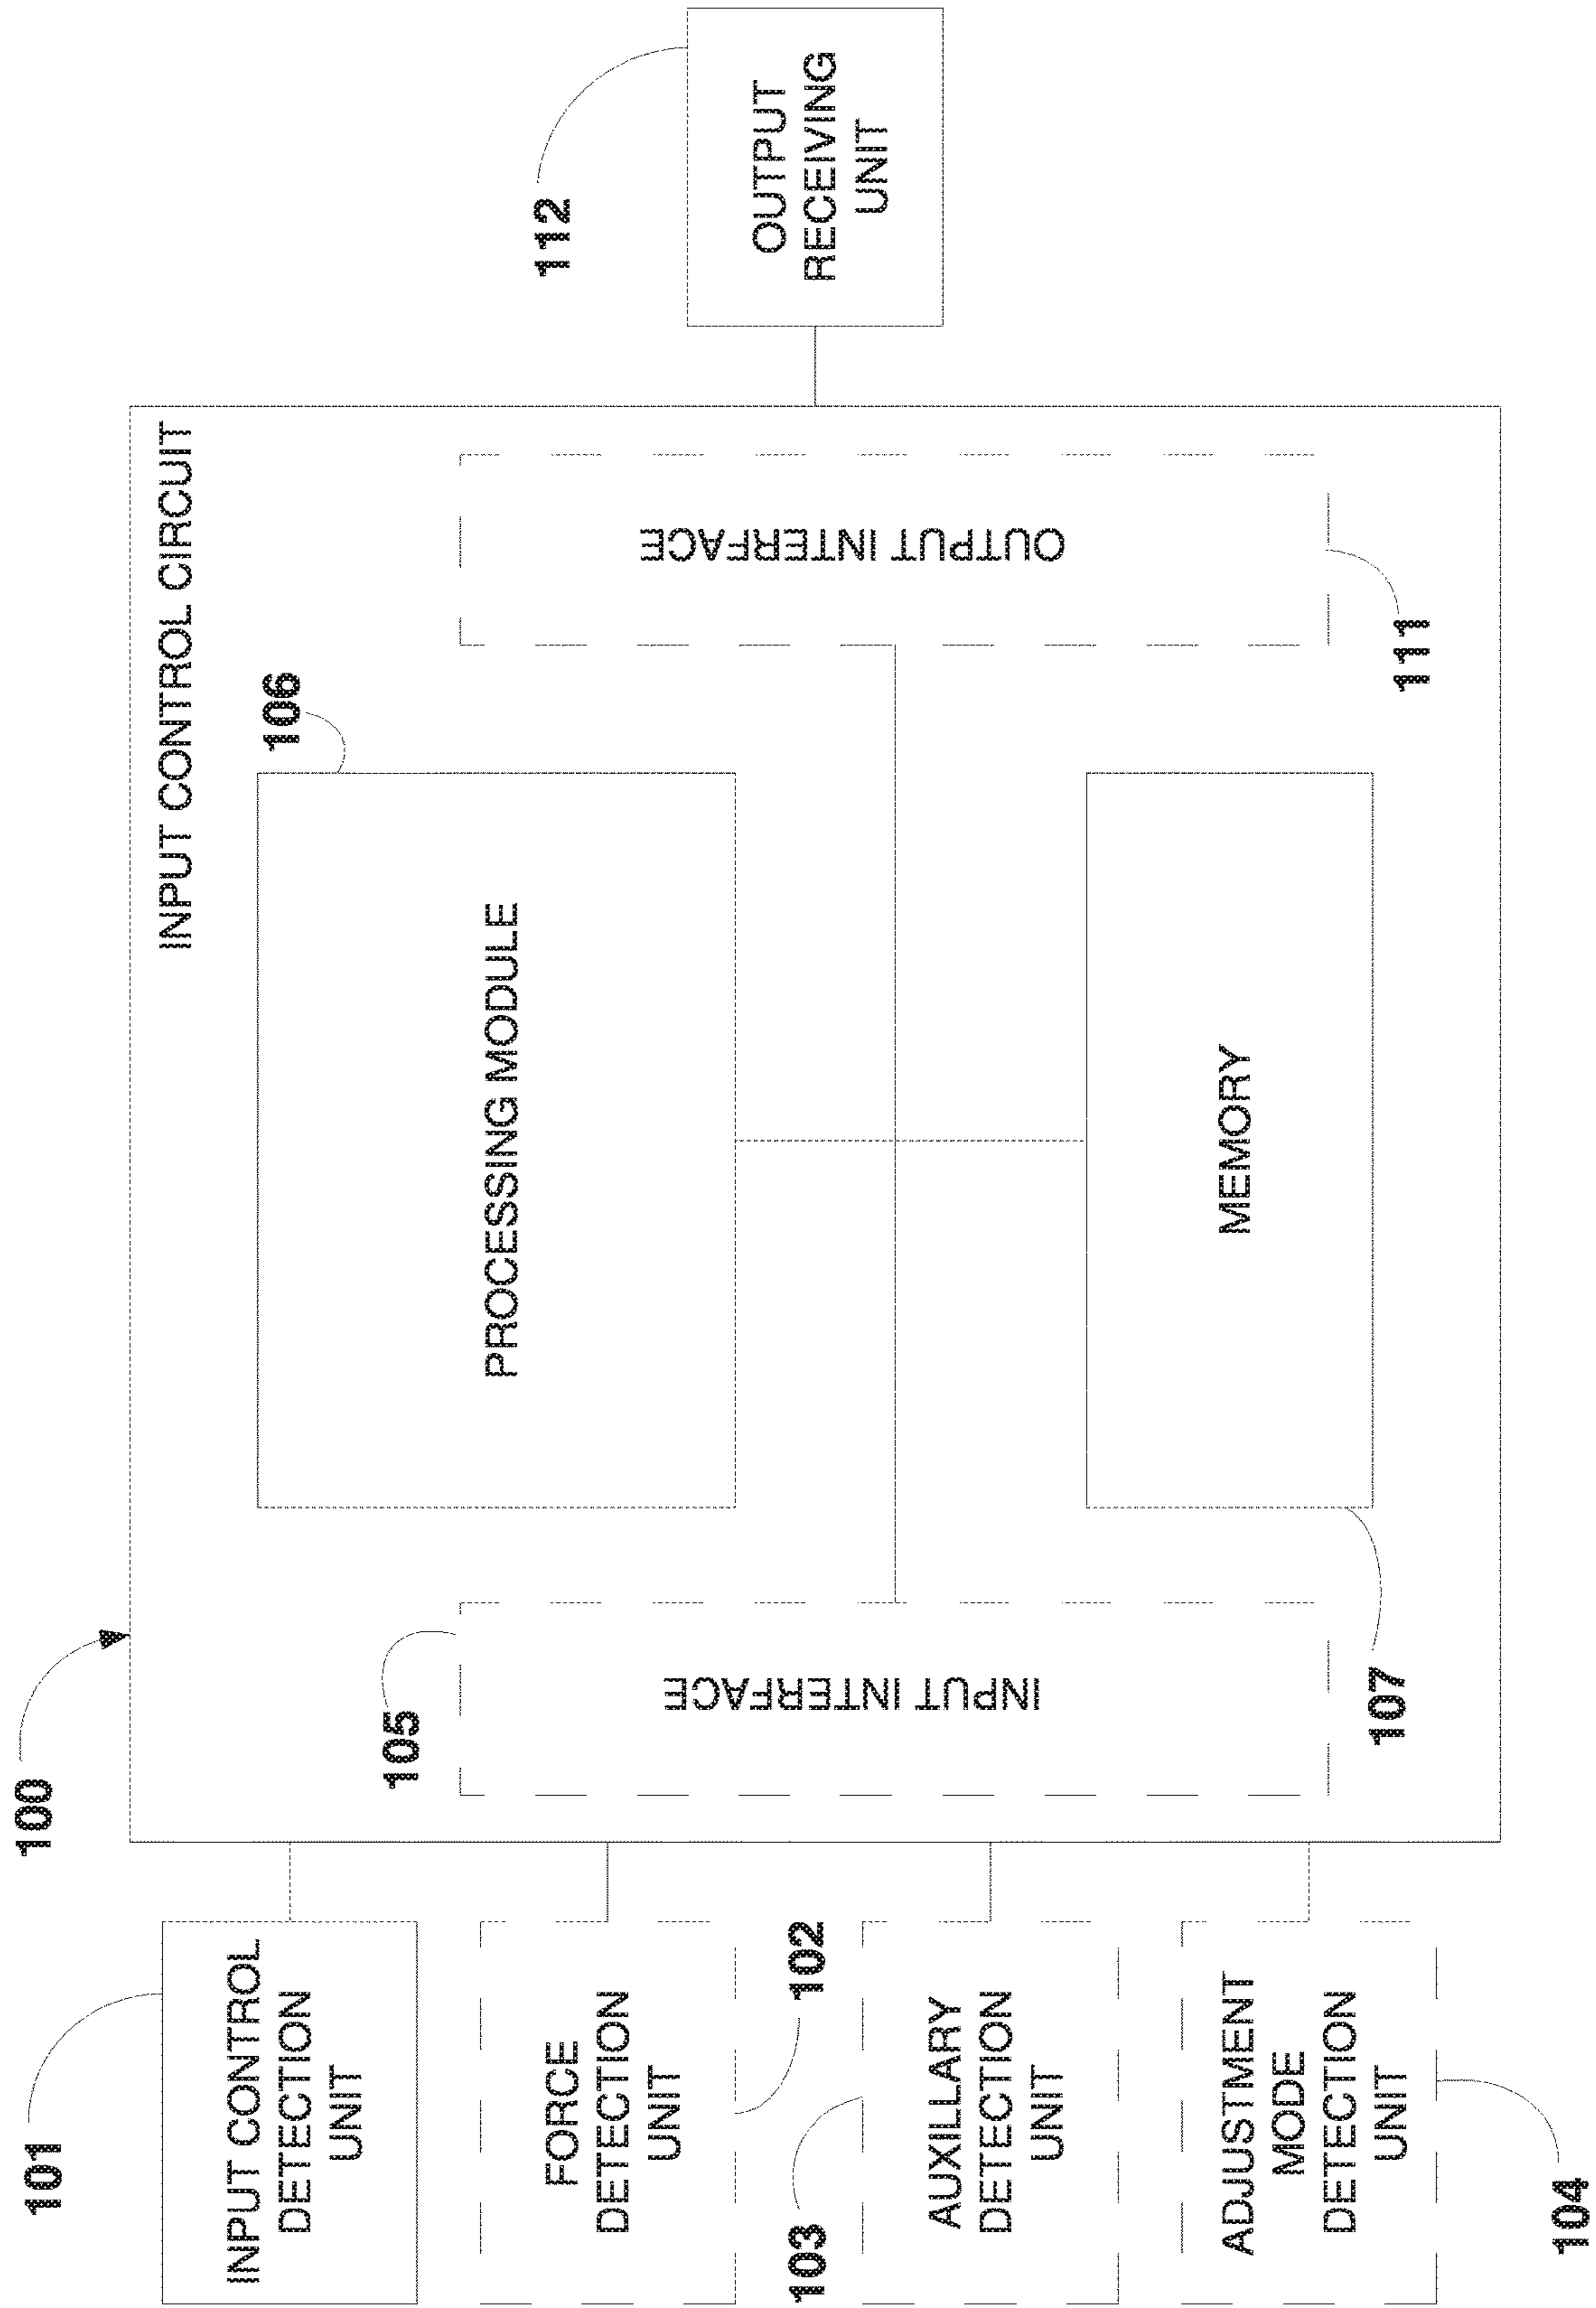 100
INPUT CONTROL CIRCUIT
101
INPUT CONTROL
DETECTION
UNIT
FORCE
DETECTION
UNIT
102
103
AUXILLARY
DETECTION
UNIT
ADJUSTMENT
MODE
DETECTION
UNIT
104
105
INPUT INTERFACE
106
PROCESSING MODULE
MEMORY
107
OUTPUT INTERFACE
111
112
OUTPUT
RECEIVING
UNIT